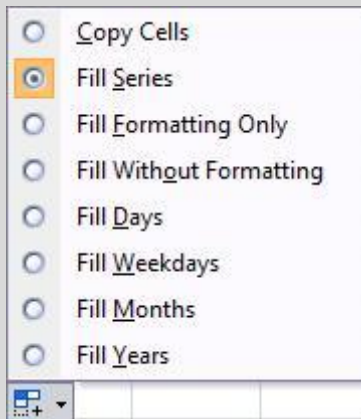 Copy Cells
Fill Series
Fill Formatting Only
Fill Without Formatting
Fill Days
Fill Weekdays
Fill Months
Fill Years